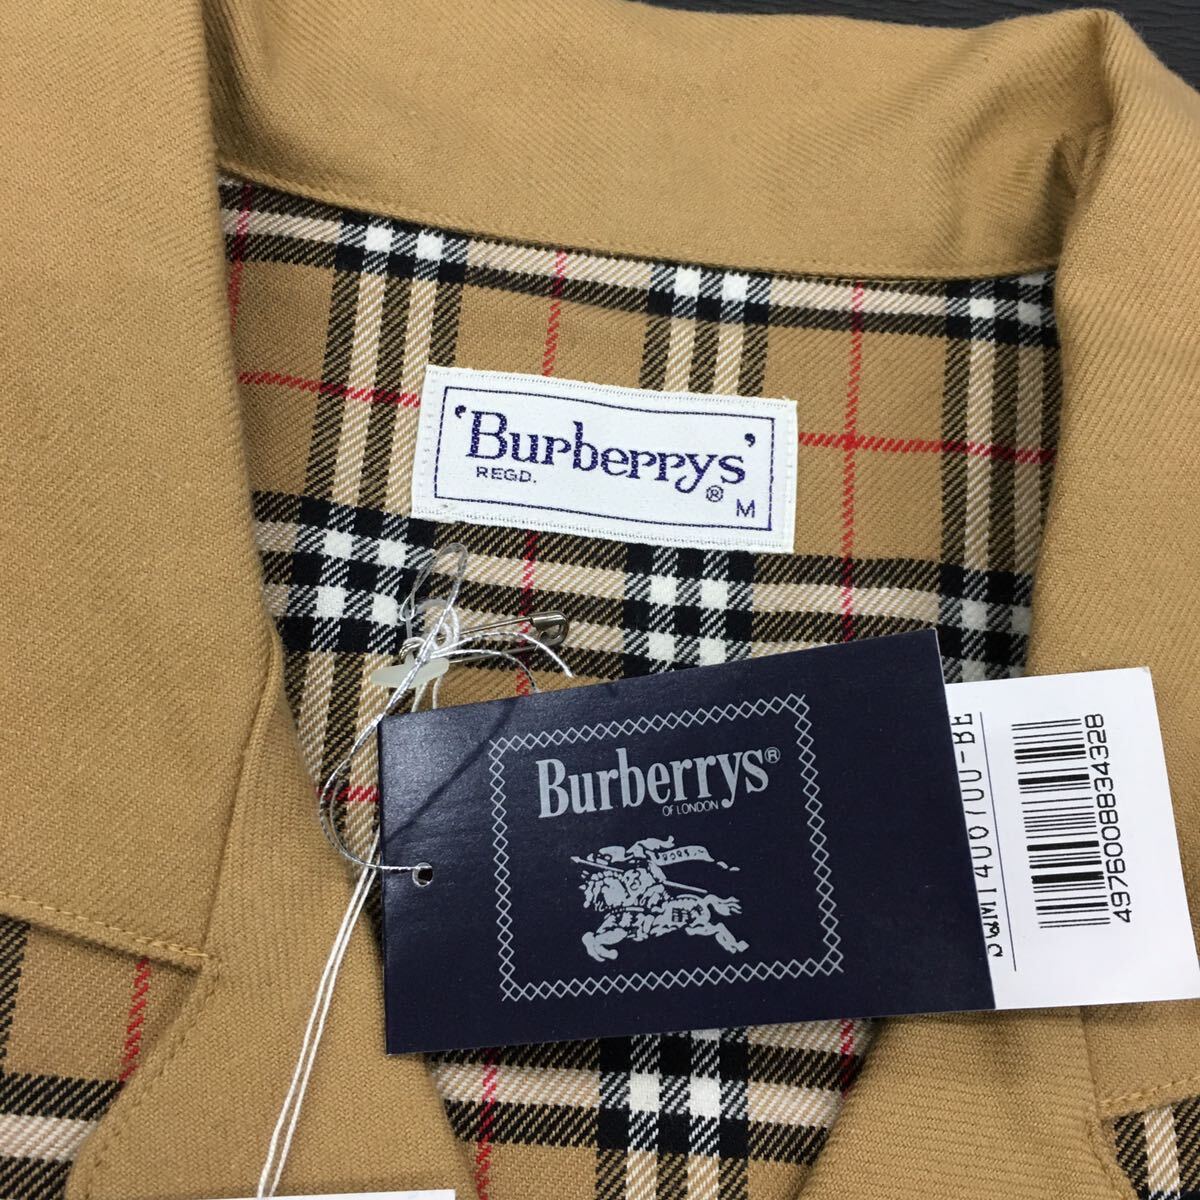 'Burberrys'
REGD. ® M
Burberrys®
OF LONDON
4976008834328